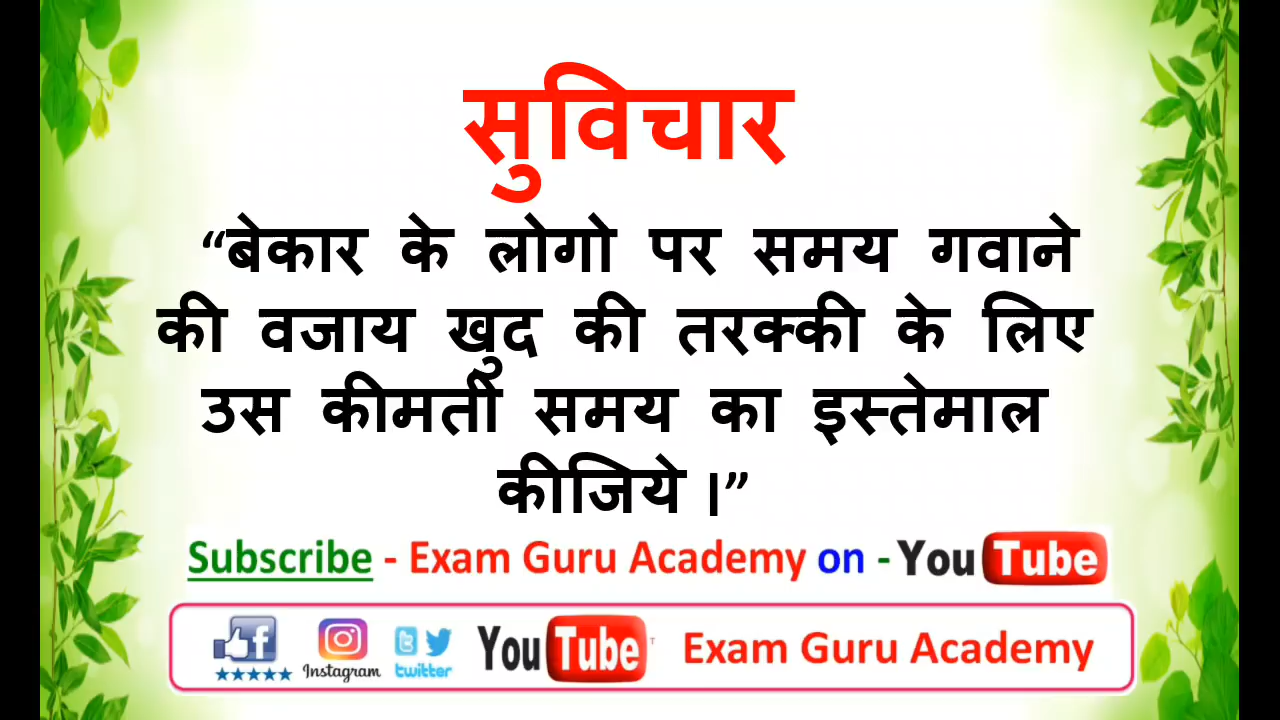 सुविचार
“बेकार के लोगो पर समय गवाने
की वजाय खुद की तरक्की के लिए
उस कीमती समय का इस्तेमाल
कीजिये।”
Subscribe - Exam Guru Academy on - YouTube
f Instagram twitter YouTube Exam Guru Academy